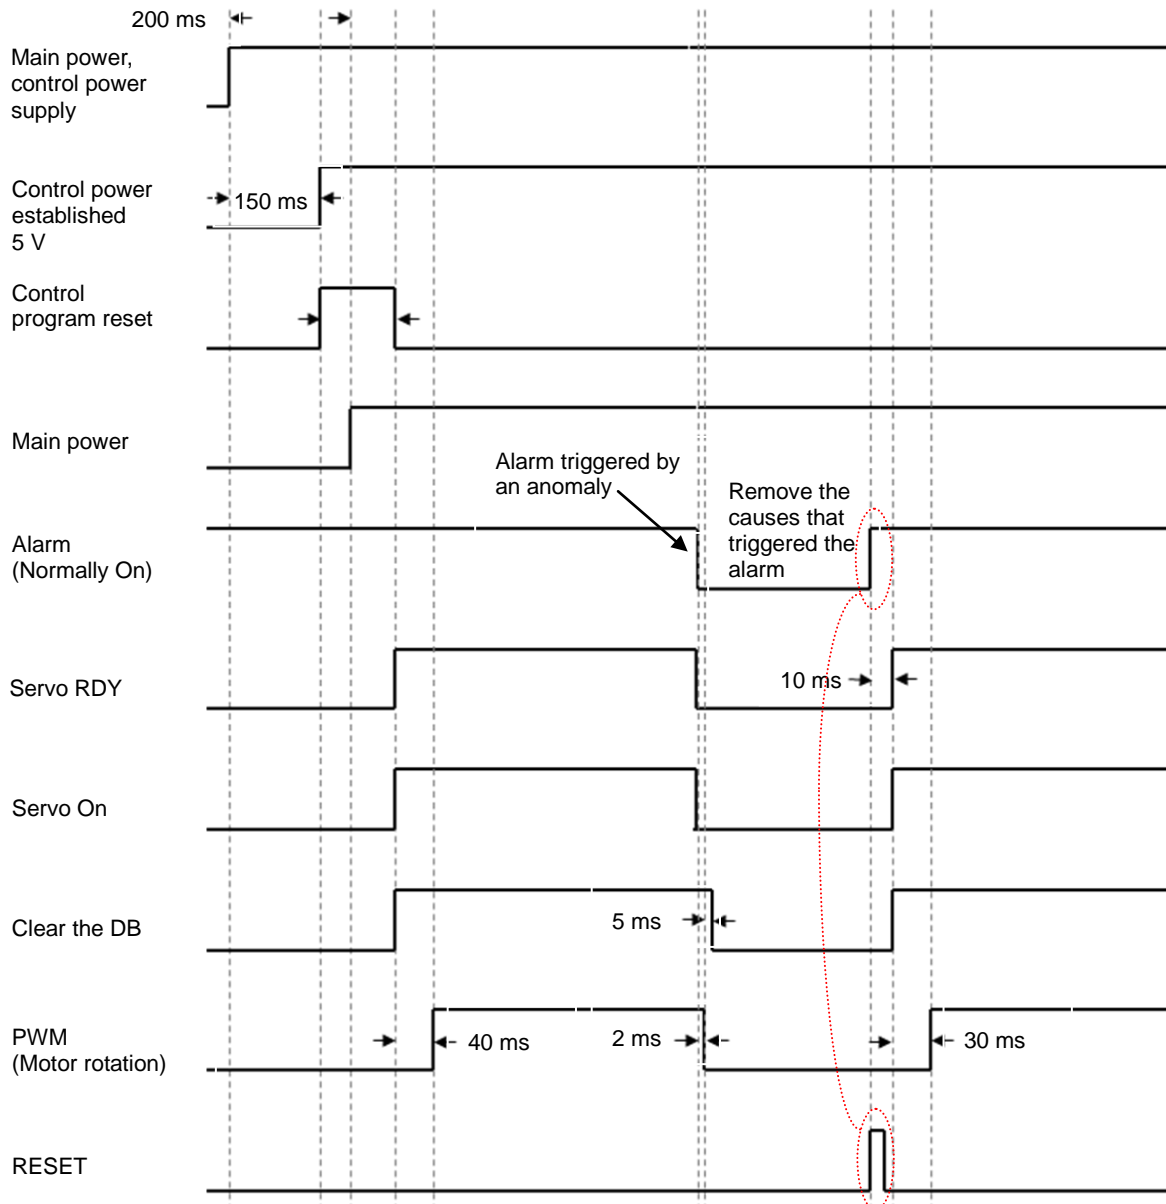 200 ms
Main power,
control power
supply
Control power
established
5 V
150 ms
Control
program reset
Main power
Alarm triggered by
an anomaly
Remove the
causes that
triggered the
alarm
Alarm
(Normally On)
Servo RDY
10 ms
Servo On
Clear the DB
5 ms
PWM
(Motor rotation)
40 ms
2 ms
30 ms
RESET